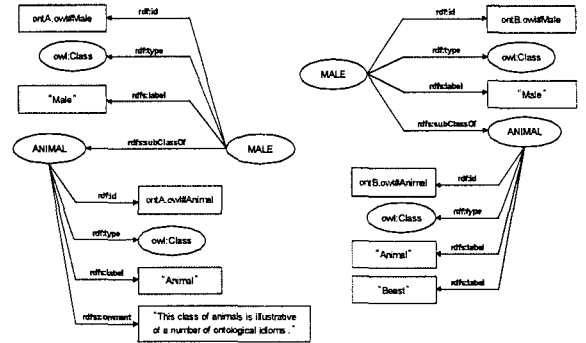 rdf:id
ontA.owl#Male
rdf:type
owl:Class
rdfs:label
"Male"
rdfs:subClassOf
ANIMAL
MALE
rdf:id
ontA.owl#Animal
rdf:type
owl:Class
rdfs:label
"Animal"
rdfs:comment
"This class of animals is illustrative
of a number of ontological idioms."
rdf:id
ontB.owl#Male
rdf:type
owl:Class
MALE
rdfs:label
"Male"
rdfs:subClassOf
ANIMAL
rdf:id
ontB.owl#Animal
rdf:type
owl:Class
rdfs:label
"Animal"
rdfs:label
"Beast"